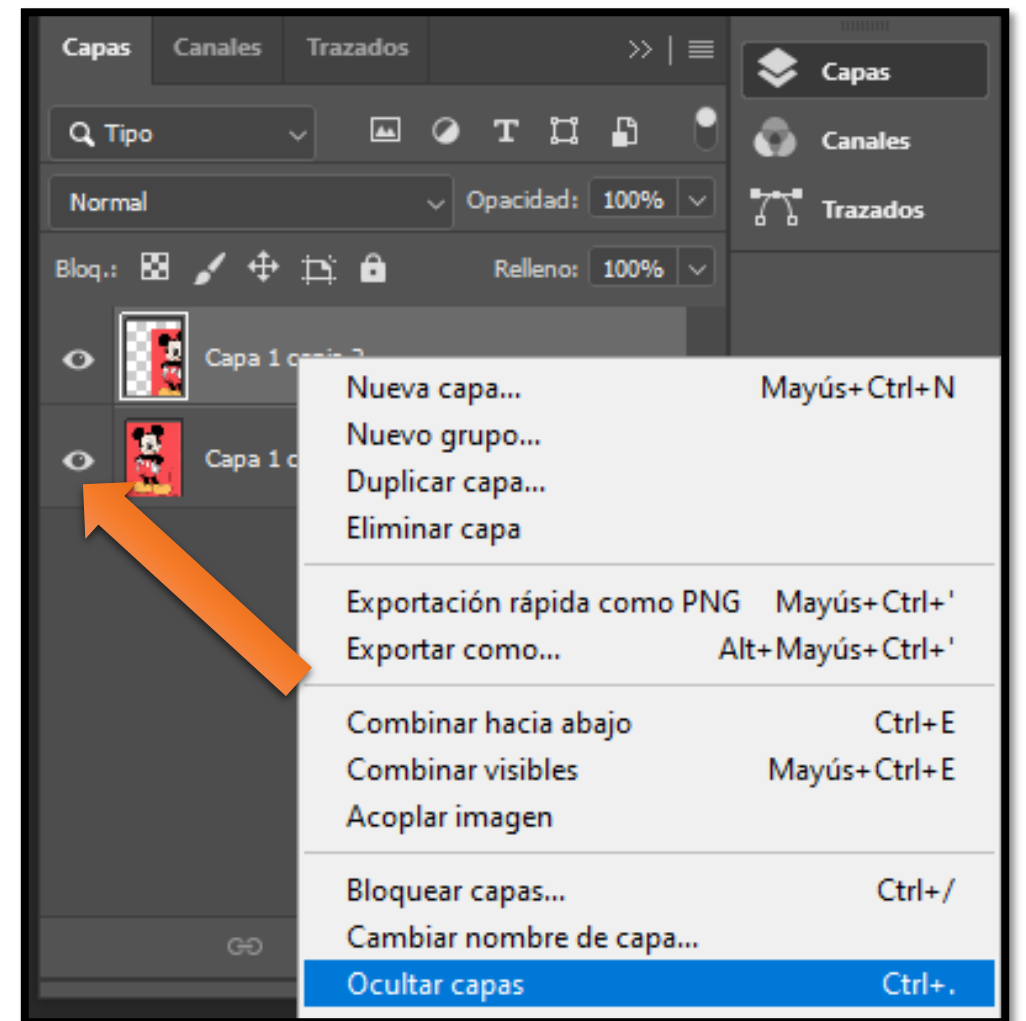 Capas Canales Trazados
Capas
Tipo
T
Canales
Normal Opacidad: 100%
Trazados
Bloq.: Relleno: 100%
Capa 1
Capa 1 c
Nueva capa... Mayús+Ctrl+N
Nuevo grupo...
Duplicar capa...
Eliminar capa
Exportación rápida como PNG Mayús+Ctrl+'
Exportar como... Alt+Mayús+Ctrl+'
Combinar hacia abajo Ctrl+E
Combinar visibles Mayús+Ctrl+E
Acoplar imagen
Bloquear capas... Ctrl+/
Cambiar nombre de capa...
Ocultar capas Ctrl+.